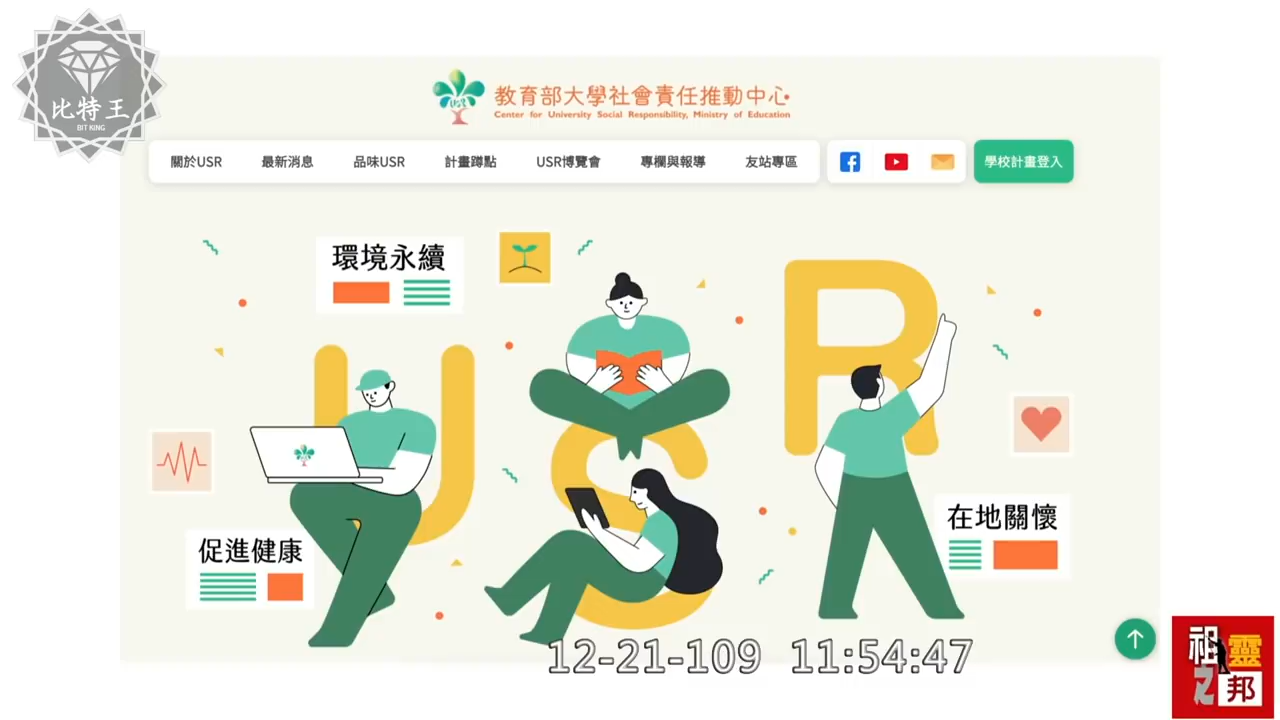 比特王
BIT KING
USR
教育部大學社會責任推動中心
Center for University Social Responsibility, Ministry of Education
關於USR
最新消息
品味USR
計畫蹲點
USR博覽會
專欄與報導
友站專區
學校計畫登入
環境永續
USR
促進健康
在地關懷
12-21-109 11:54:47
祖靈之邦